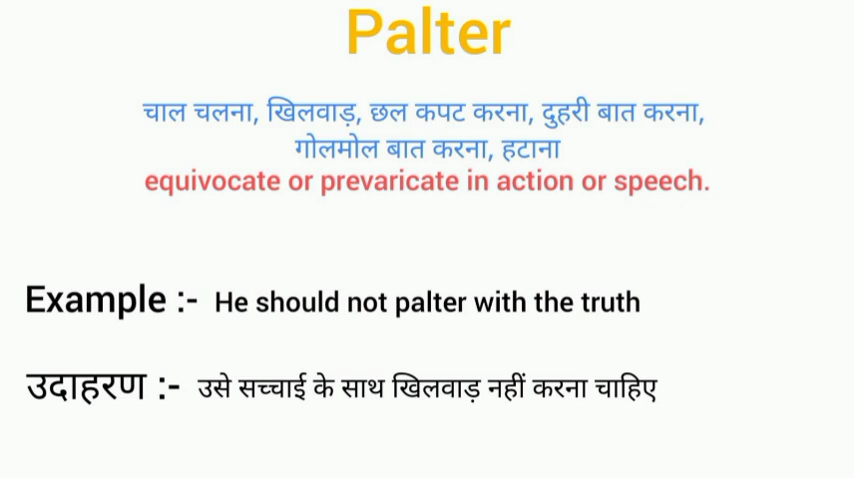 Palter
चाल चलना, खिलवाड़, छल कपट करना, दुहरी बात करना,
गोलमोल बात करना, हटाना
equivocate or prevaricate in action or speech.
Example :- He should not palter with the truth
उदाहरण :- उसे सच्चाई के साथ खिलवाड़ नहीं करना चाहिए